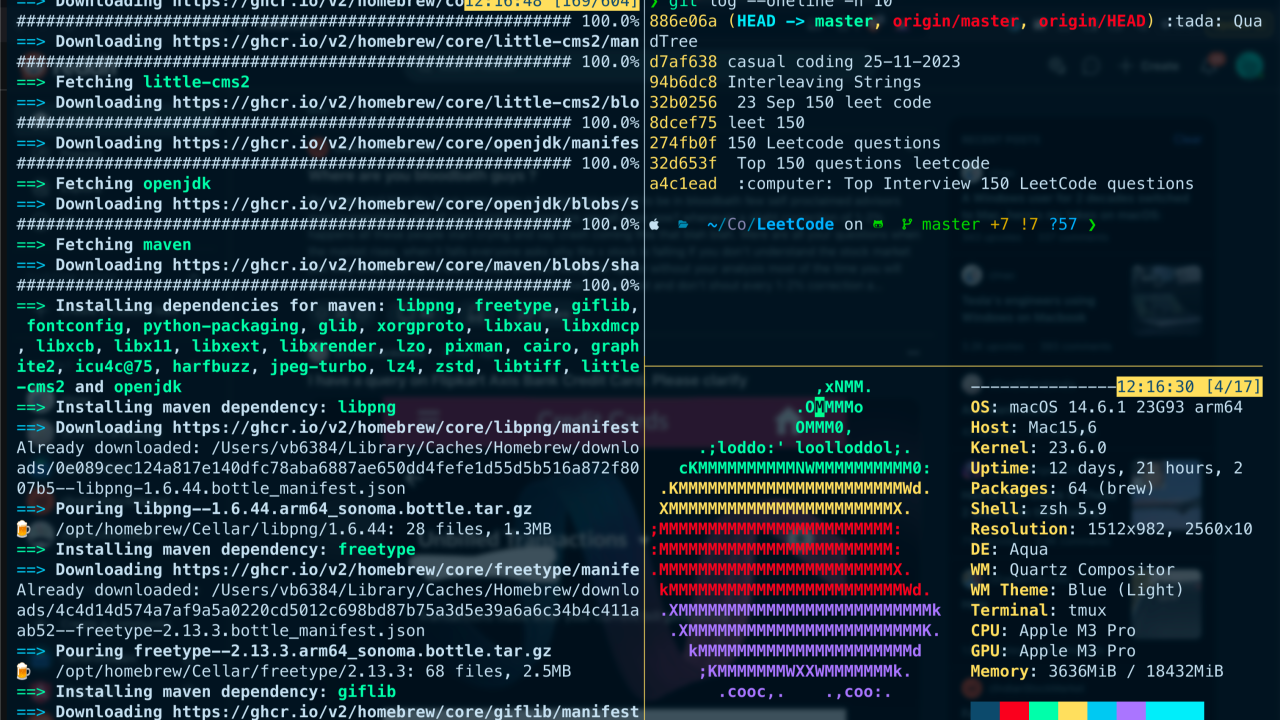 ==> Downloading https://ghcr.io/v2/homebrew/co12:16:48 [169/604]
######################################################### 100.0%
==> Downloading https://ghcr.io/v2/homebrew/core/little-cms2/man
######################################################### 100.0%
==> Fetching little-cms2
==> Downloading https://ghcr.io/v2/homebrew/core/little-cms2/blo
######################################################### 100.0%
==> Downloading https://ghcr.io/v2/homebrew/core/openjdk/manifes
######################################################### 100.0%
==> Fetching openjdk
==> Downloading https://ghcr.io/v2/homebrew/core/openjdk/blobs/s
######################################################### 100.0%
==> Fetching maven
==> Downloading https://ghcr.io/v2/homebrew/core/maven/blobs/sha
######################################################### 100.0%
==> Installing dependencies for maven: libpng, freetype, giflib,
fontconfig, python-packaging, glib, xorgproto, libxau, libxdmcp
, libxcb, libx11, libxext, libxrender, lzo, pixman, cairo, graph
ite2, icu4c@75, harfbuzz, jpeg-turbo, lz4, zstd, libtiff, little
-cms2 and openjdk
==> Installing maven dependency: libpng
==> Downloading https://ghcr.io/v2/homebrew/core/libpng/manifest
Already downloaded: /Users/vb6384/Library/Caches/Homebrew/downlo
ads/0e089cec124a817e140dfc78aba6887ae650dd4fefe1d55d5b516a872f80
07b5--libpng-1.6.44.bottle_manifest.json
==> Pouring libpng--1.6.44.arm64_sonoma.bottle.tar.gz
🍺  /opt/homebrew/Cellar/libpng/1.6.44: 28 files, 1.3MB
==> Installing maven dependency: freetype
==> Downloading https://ghcr.io/v2/homebrew/core/freetype/manife
Already downloaded: /Users/vb6384/Library/Caches/Homebrew/downlo
ads/4c4d14d574a7af9a5a0220cd5012c698bd87b75a3d5e39a6a6c34b4c411a
ab52--freetype-2.13.3.bottle_manifest.json
==> Pouring freetype--2.13.3.arm64_sonoma.bottle.tar.gz
🍺  /opt/homebrew/Cellar/freetype/2.13.3: 68 files, 2.5MB
==> Installing maven dependency: giflib
==> Downloading https://ghcr.io/v2/homebrew/core/giflib/manifest
❯ git log --oneline -n 10
886e06a (HEAD -> master, origin/master, origin/HEAD) :tada: Qua
dTree
d7af638 casual coding 25-11-2023
94b6dc8 Interleaving Strings
32b0256  23 Sep 150 leet code
8dcef75 leet 150
274fb0f 150 Leetcode questions
32d653f  Top 150 questions leetcode
a4c1ead  :computer: Top Interview 150 LeetCode questions
~/Co/LeetCode on master +7 !7 ?57 ❯
,xNMM.
.OMMMMo
OMMM0,
.;loddo:' loolloddol;.
cKMMMMMMMMMMNWMMMMMMMMMM0:
.KMMMMMMMMMMMMMMMMMMMMMMMWd.
XMMMMMMMMMMMMMMMMMMMMMMMX.
;MMMMMMMMMMMMMMMMMMMMMMMM:
:MMMMMMMMMMMMMMMMMMMMMMMM:
.MMMMMMMMMMMMMMMMMMMMMMMMX.
kMMMMMMMMMMMMMMMMMMMMMMMMWd.
.XMMMMMMMMMMMMMMMMMMMMMMMMMMk
.XMMMMMMMMMMMMMMMMMMMMMMMMK.
kMMMMMMMMMMMMMMMMMMMMMMd
;KMMMMMMMWXXWMMMMMMMk.
.cooc,.    .,coo:.
---------------12:16:30 [4/17]
OS: macOS 14.6.1 23G93 arm64
Host: Mac15,6
Kernel: 23.6.0
Uptime: 12 days, 21 hours, 2
Packages: 64 (brew)
Shell: zsh 5.9
Resolution: 1512x982, 2560x10
DE: Aqua
WM: Quartz Compositor
WM Theme: Blue (Light)
Terminal: tmux
CPU: Apple M3 Pro
GPU: Apple M3 Pro
Memory: 3636MiB / 18432MiB